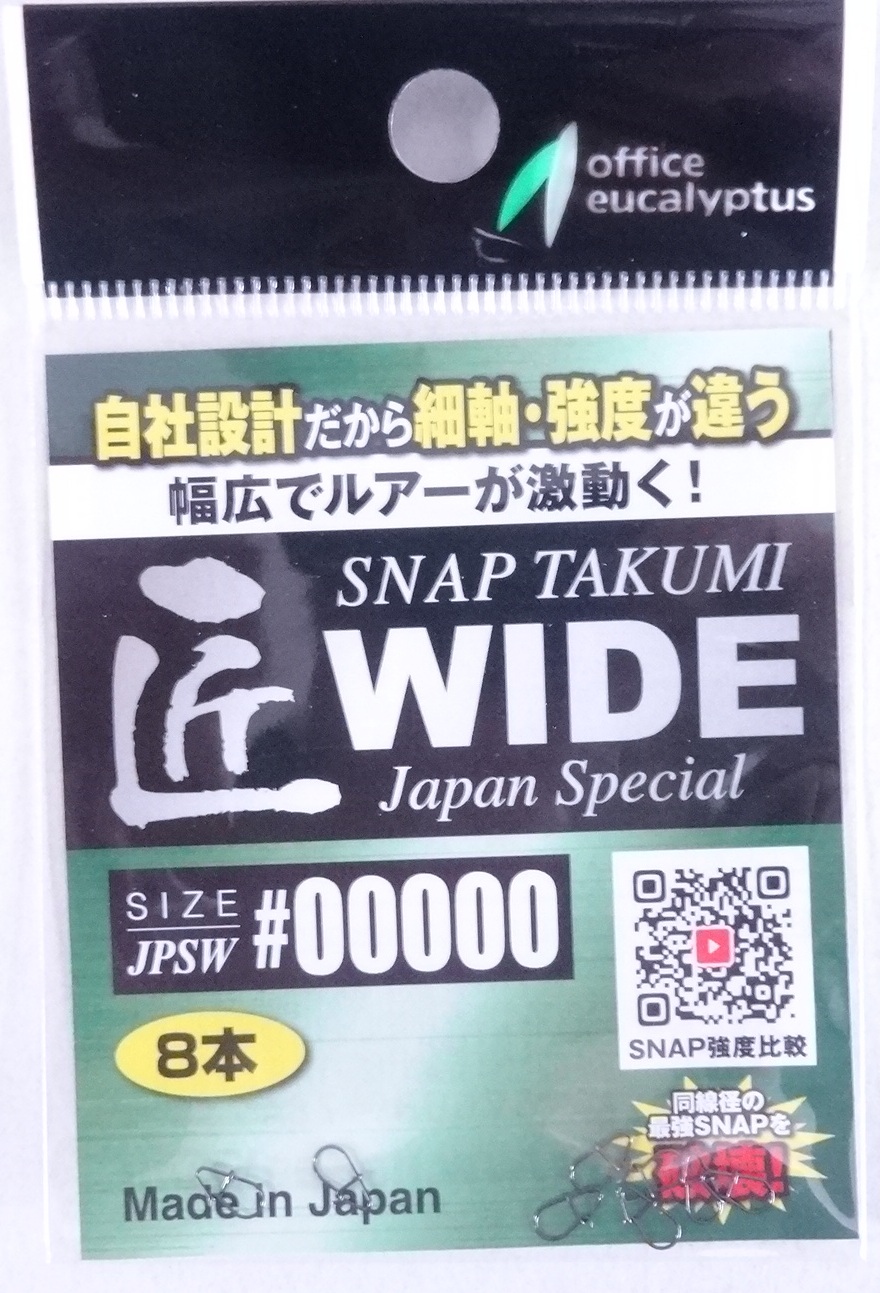 office
eucalyptus
自社設計だから細軸・強度が違う
幅広でルアーが激動く!
匠
SNAP TAKUMI
WIDE
Japan Special
SIZE
JPSW
#00000
SNAP強度比較
8本
同線径の
最強SNAPを
Made in Japan